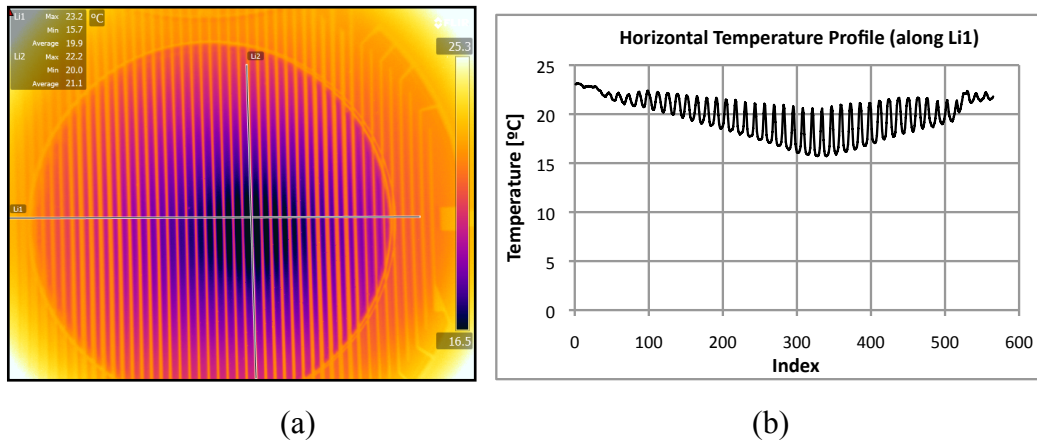 Li1 Max 23.2 ºC
Min 15.7
Average 19.9
Li2 Max 22.2
Min 20.0
Average 21.1
25.3
Li2
Li1
16.5
(a)
Horizontal Temperature Profile (along Li1)
Temperature [ºC]
25
20
15
10
5
0
0 100 200 300 400 500 600
Index
(b)